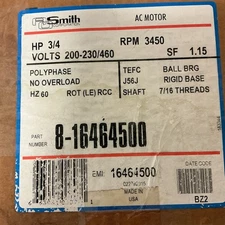 Smith
AC MOTOR
HP 3/4 RPM 3450
VOLTS 200-230/460 SF 1.15
POLYPHASE TEFC BALL BRG
NO OVERLOAD J56J RIGID BASE
HZ 60 ROT (LE) RCC SHAFT 7/16 THREADS
PART
NUMBER 8-16464500
DATE CODE
EMI: 16464500
MADE IN
USA
BZ2